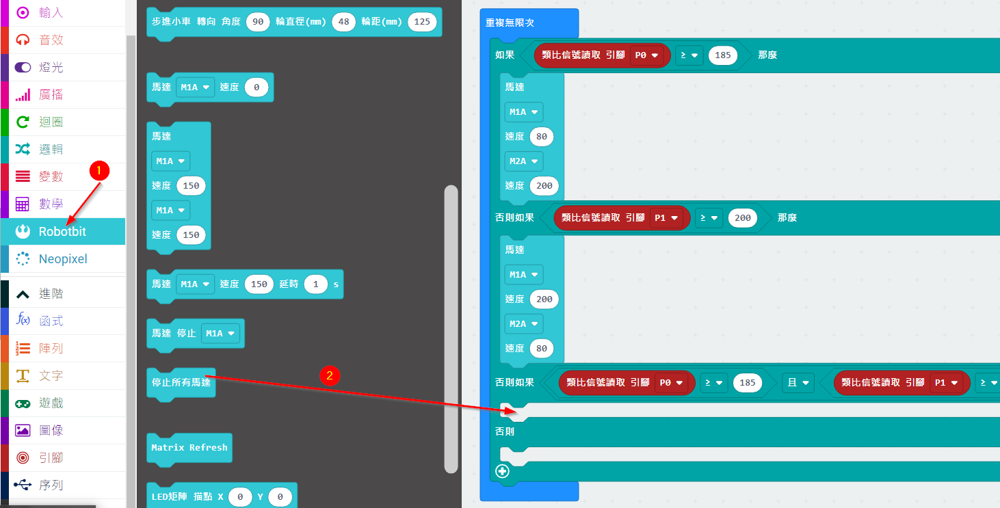 輸入
音效
燈光
廣播
迴圈
邏輯
變數
數學
Robotbit
Neopixel
進階
函式
陣列
文字
遊戲
圖像
引腳
序列
1
步進小車 轉向 角度 90 輪直徑(mm) 48 輪距(mm) 125
馬達 M1A 速度 0
馬達
M1A
速度 150
M1A
速度 150
馬達 M1A 速度 150 延時 1 s
馬達 停止 M1A
停止所有馬達
2
Matrix Refresh
LED矩陣 描點 X 0 Y 0
重複無限次
如果 類比信號讀取 引腳 P0 ≥ 185 那麼
馬達
M1A
速度 80
M2A
速度 200
否則如果 類比信號讀取 引腳 P1 ≥ 200 那麼
馬達
M1A
速度 200
M2A
速度 80
否則如果 類比信號讀取 引腳 P0 ≥ 185 且 類比信號讀取 引腳 P1 ≥
否則